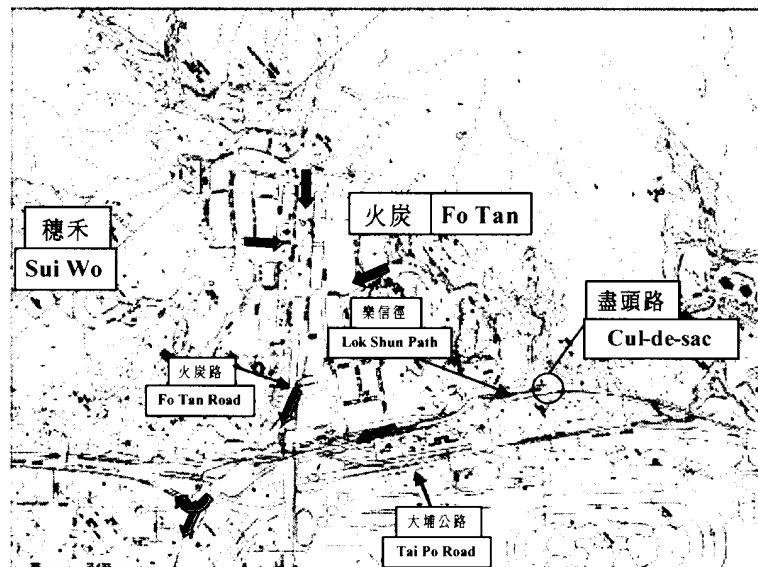 火炭 Fo Tan
穗禾
Sui Wo
盡頭路
Cul-de-sac
樂信徑
Lok Shun Path
火炭路
Fo Tan Road
大埔公路
Tai Po Road